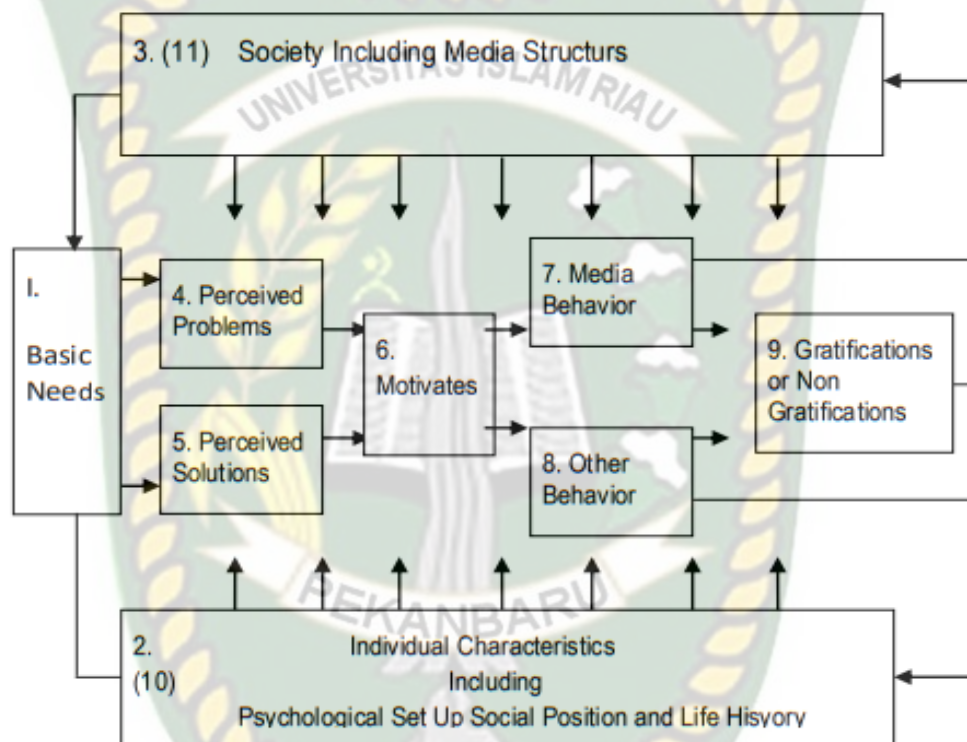 3. (11) Society Including Media Structurs
UNIVERSITAS ISLAM RIAU
I.
Basic
Needs
4. Perceived
Problems
5. Perceived
Solutions
6.
Motivates
7. Media
Behavior
8. Other
Behavior
9. Gratifications
or Non
Gratifications
PEKANBARU
2. Individual Characteristics
(10) Including
Psychological Set Up Social Position and Life Hisyory